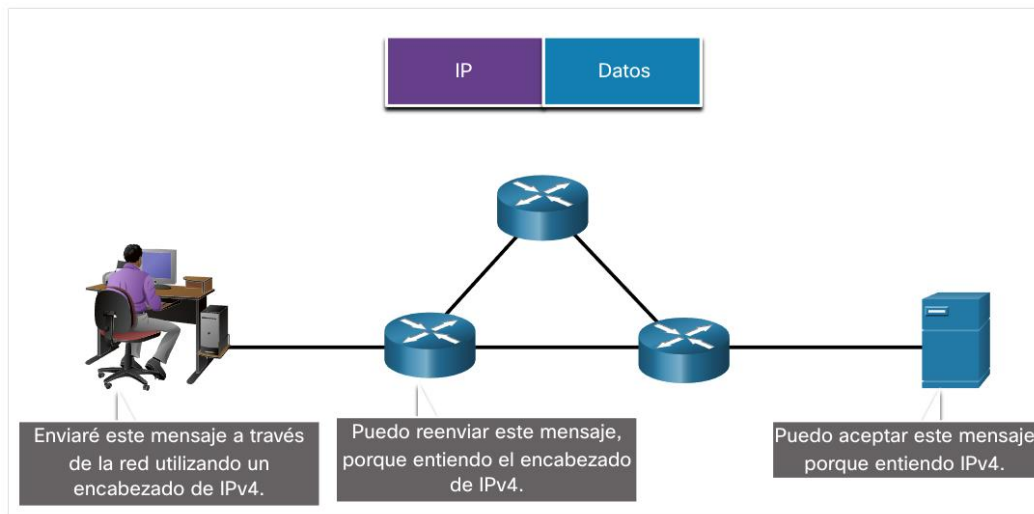 IP
Datos
Enviaré este mensaje a través
de la red utilizando un
encabezado de IPv4.
Puedo reenviar este mensaje,
porque entiendo el encabezado
de IPv4.
Puedo aceptar este mensaje
porque entiendo IPv4.